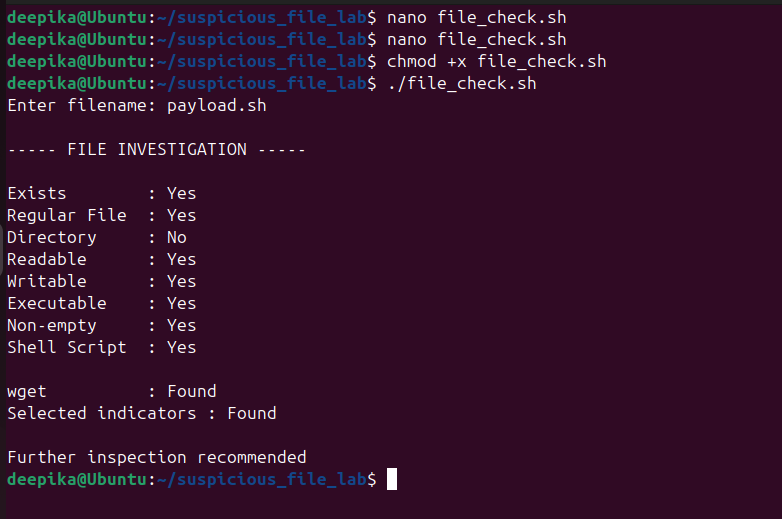 deepika@Ubuntu:~/suspicious_file_lab$ nano file_check.sh
deepika@Ubuntu:~/suspicious_file_lab$ nano file_check.sh
deepika@Ubuntu:~/suspicious_file_lab$ chmod +x file_check.sh
deepika@Ubuntu:~/suspicious_file_lab$ ./file_check.sh
Enter filename: payload.sh

----- FILE INVESTIGATION -----

Exists        : Yes
Regular File  : Yes
Directory     : No
Readable      : Yes
Writable      : Yes
Executable    : Yes
Non-empty     : Yes
Shell Script  : Yes

wget          : Found
Selected indicators : Found

Further inspection recommended
deepika@Ubuntu:~/suspicious_file_lab$